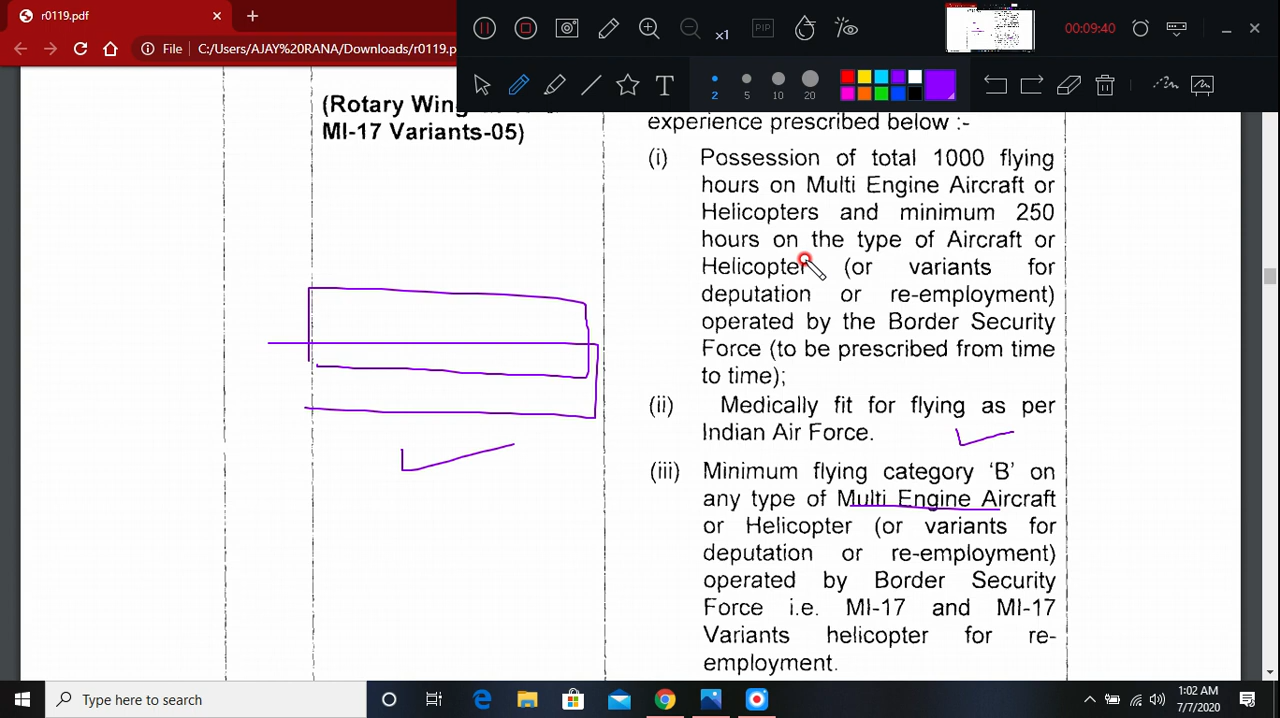 r0119.pdf
File
C:/Users/AJAY%20RANA/Downloads/r0119.p
x1
PIP
00:09:40
2
5
10
20
T
(Rotary Wing
MI-17 Variants-05)
experience prescribed below :-
(i) Possession of total 1000 flying
hours on Multi Engine Aircraft or
Helicopters and minimum 250
hours on the type of Aircraft or
Helicopter (or variants for
deputation or re-employment)
operated by the Border Security
Force (to be prescribed from time
to time);
(ii) Medically fit for flying as per
Indian Air Force.
(iii) Minimum flying category ‘B’ on
any type of Multi Engine Aircraft
or Helicopter (or variants for
deputation or re-employment)
operated by Border Security
Force i.e. MI-17 and MI-17
Variants helicopter for re-
employment.
Type here to search
1:02 AM
7/7/2020